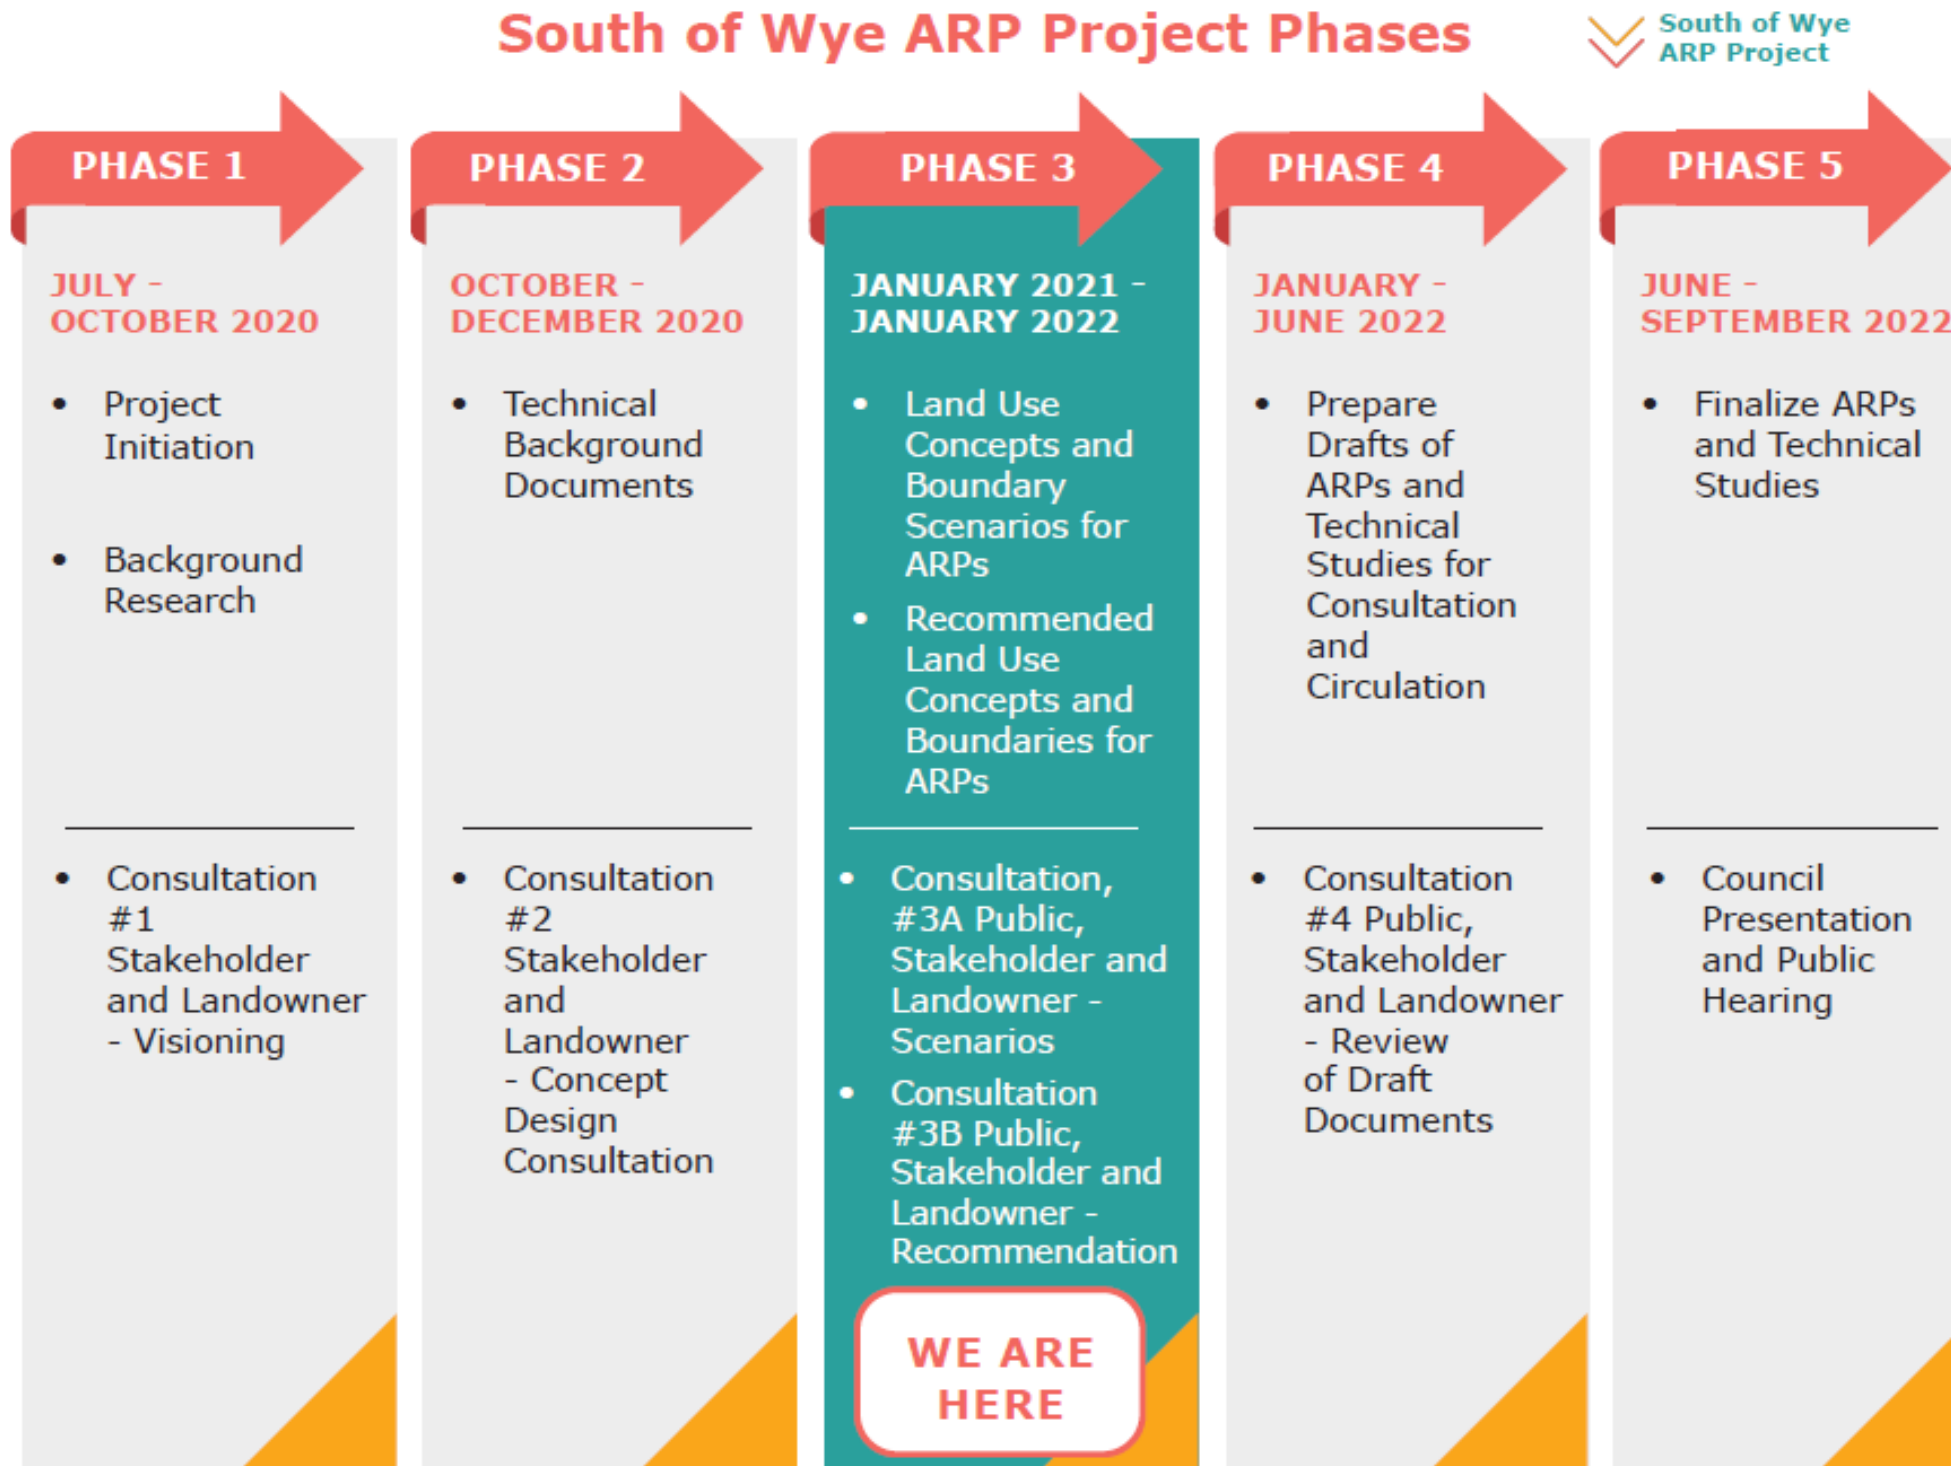 South of Wye ARP Project Phases
South of Wye
ARP Project
PHASE 1
JULY -
OCTOBER 2020
• Project
Initiation
• Background
Research
• Consultation
#1
Stakeholder
and Landowner
- Visioning
PHASE 2
OCTOBER -
DECEMBER 2020
• Technical
Background
Documents
• Consultation
#2
Stakeholder
and
Landowner
- Concept
Design
Consultation
PHASE 3
JANUARY 2021 -
JANUARY 2022
• Land Use
Concepts and
Boundary
Scenarios for
ARPs
• Recommended
Land Use
Concepts and
Boundaries for
ARPs
• Consultation,
#3A Public,
Stakeholder and
Landowner -
Scenarios
• Consultation
#3B Public,
Stakeholder and
Landowner -
Recommendation
WE ARE
HERE
PHASE 4
JANUARY -
JUNE 2022
• Prepare
Drafts of
ARPs and
Technical
Studies for
Consultation
and
Circulation
• Consultation
#4 Public,
Stakeholder
and Landowner
- Review
of Draft
Documents
PHASE 5
JUNE -
SEPTEMBER 2022
• Finalize ARPs
and Technical
Studies
• Council
Presentation
and Public
Hearing